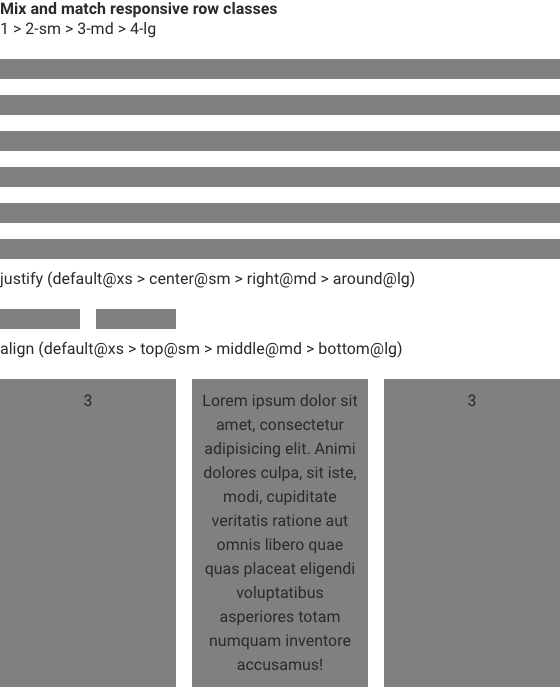 Mix and match responsive row classes
1 > 2-sm > 3-md > 4-lg
justify (default@xs > center@sm > right@md > around@lg)
align (default@xs > top@sm > middle@md > bottom@lg)
3
Lorem ipsum dolor sit
amet, consectetur
adipisicing elit. Animi
dolores culpa, sit iste,
modi, cupiditate
veritatis ratione aut
omnis libero quae
quas placeat eligendi
voluptatibus
asperiores totam
numquam inventore
accusamus!
3